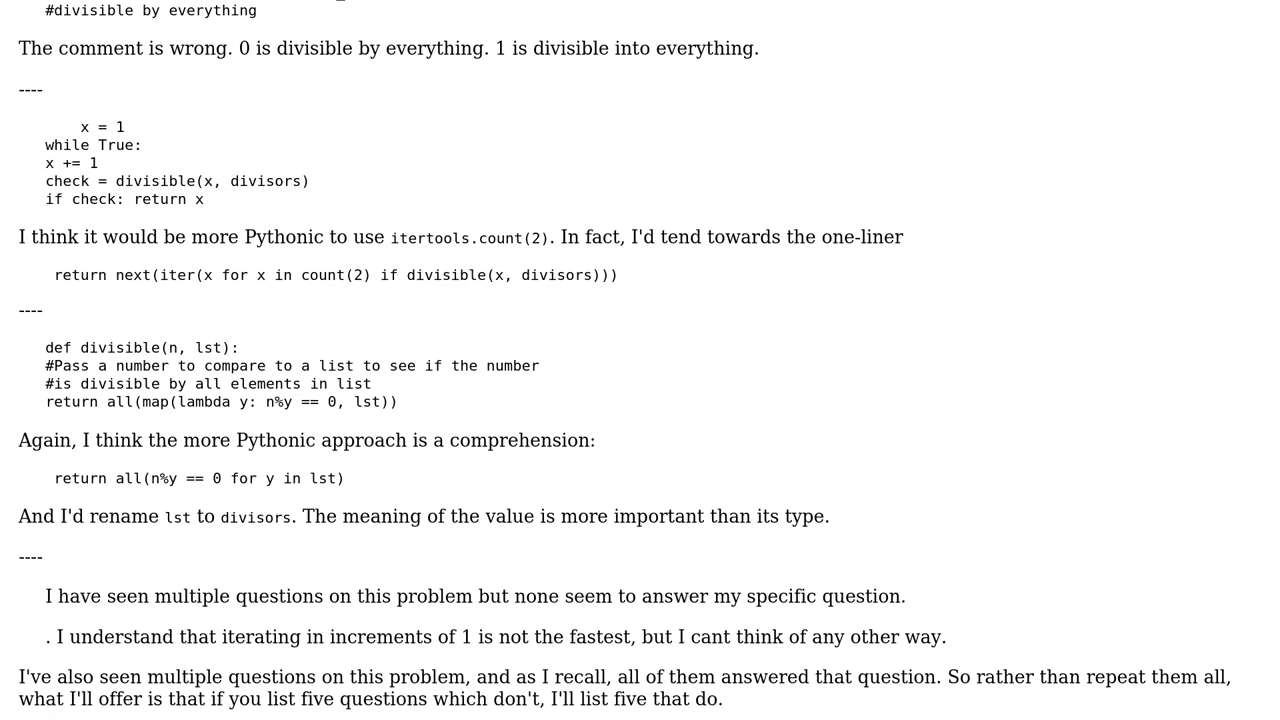 #divisible by everything
The comment is wrong. 0 is divisible by everything. 1 is divisible into everything.
----
x = 1
while True:
x += 1
check = divisible(x, divisors)
if check: return x
I think it would be more Pythonic to use itertools.count(2). In fact, I'd tend towards the one-liner
return next(iter(x for x in count(2) if divisible(x, divisors)))
----
def divisible(n, lst):
#Pass a number to compare to a list to see if the number
#is divisible by all elements in list
return all(map(lambda y: n%y == 0, lst))
Again, I think the more Pythonic approach is a comprehension:
return all(n%y == 0 for y in lst)
And I'd rename lst to divisors. The meaning of the value is more important than its type.
----
I have seen multiple questions on this problem but none seem to answer my specific question.
. I understand that iterating in increments of 1 is not the fastest, but I cant think of any other way.
I've also seen multiple questions on this problem, and as I recall, all of them answered that question. So rather than repeat them all,
what I'll offer is that if you list five questions which don't, I'll list five that do.